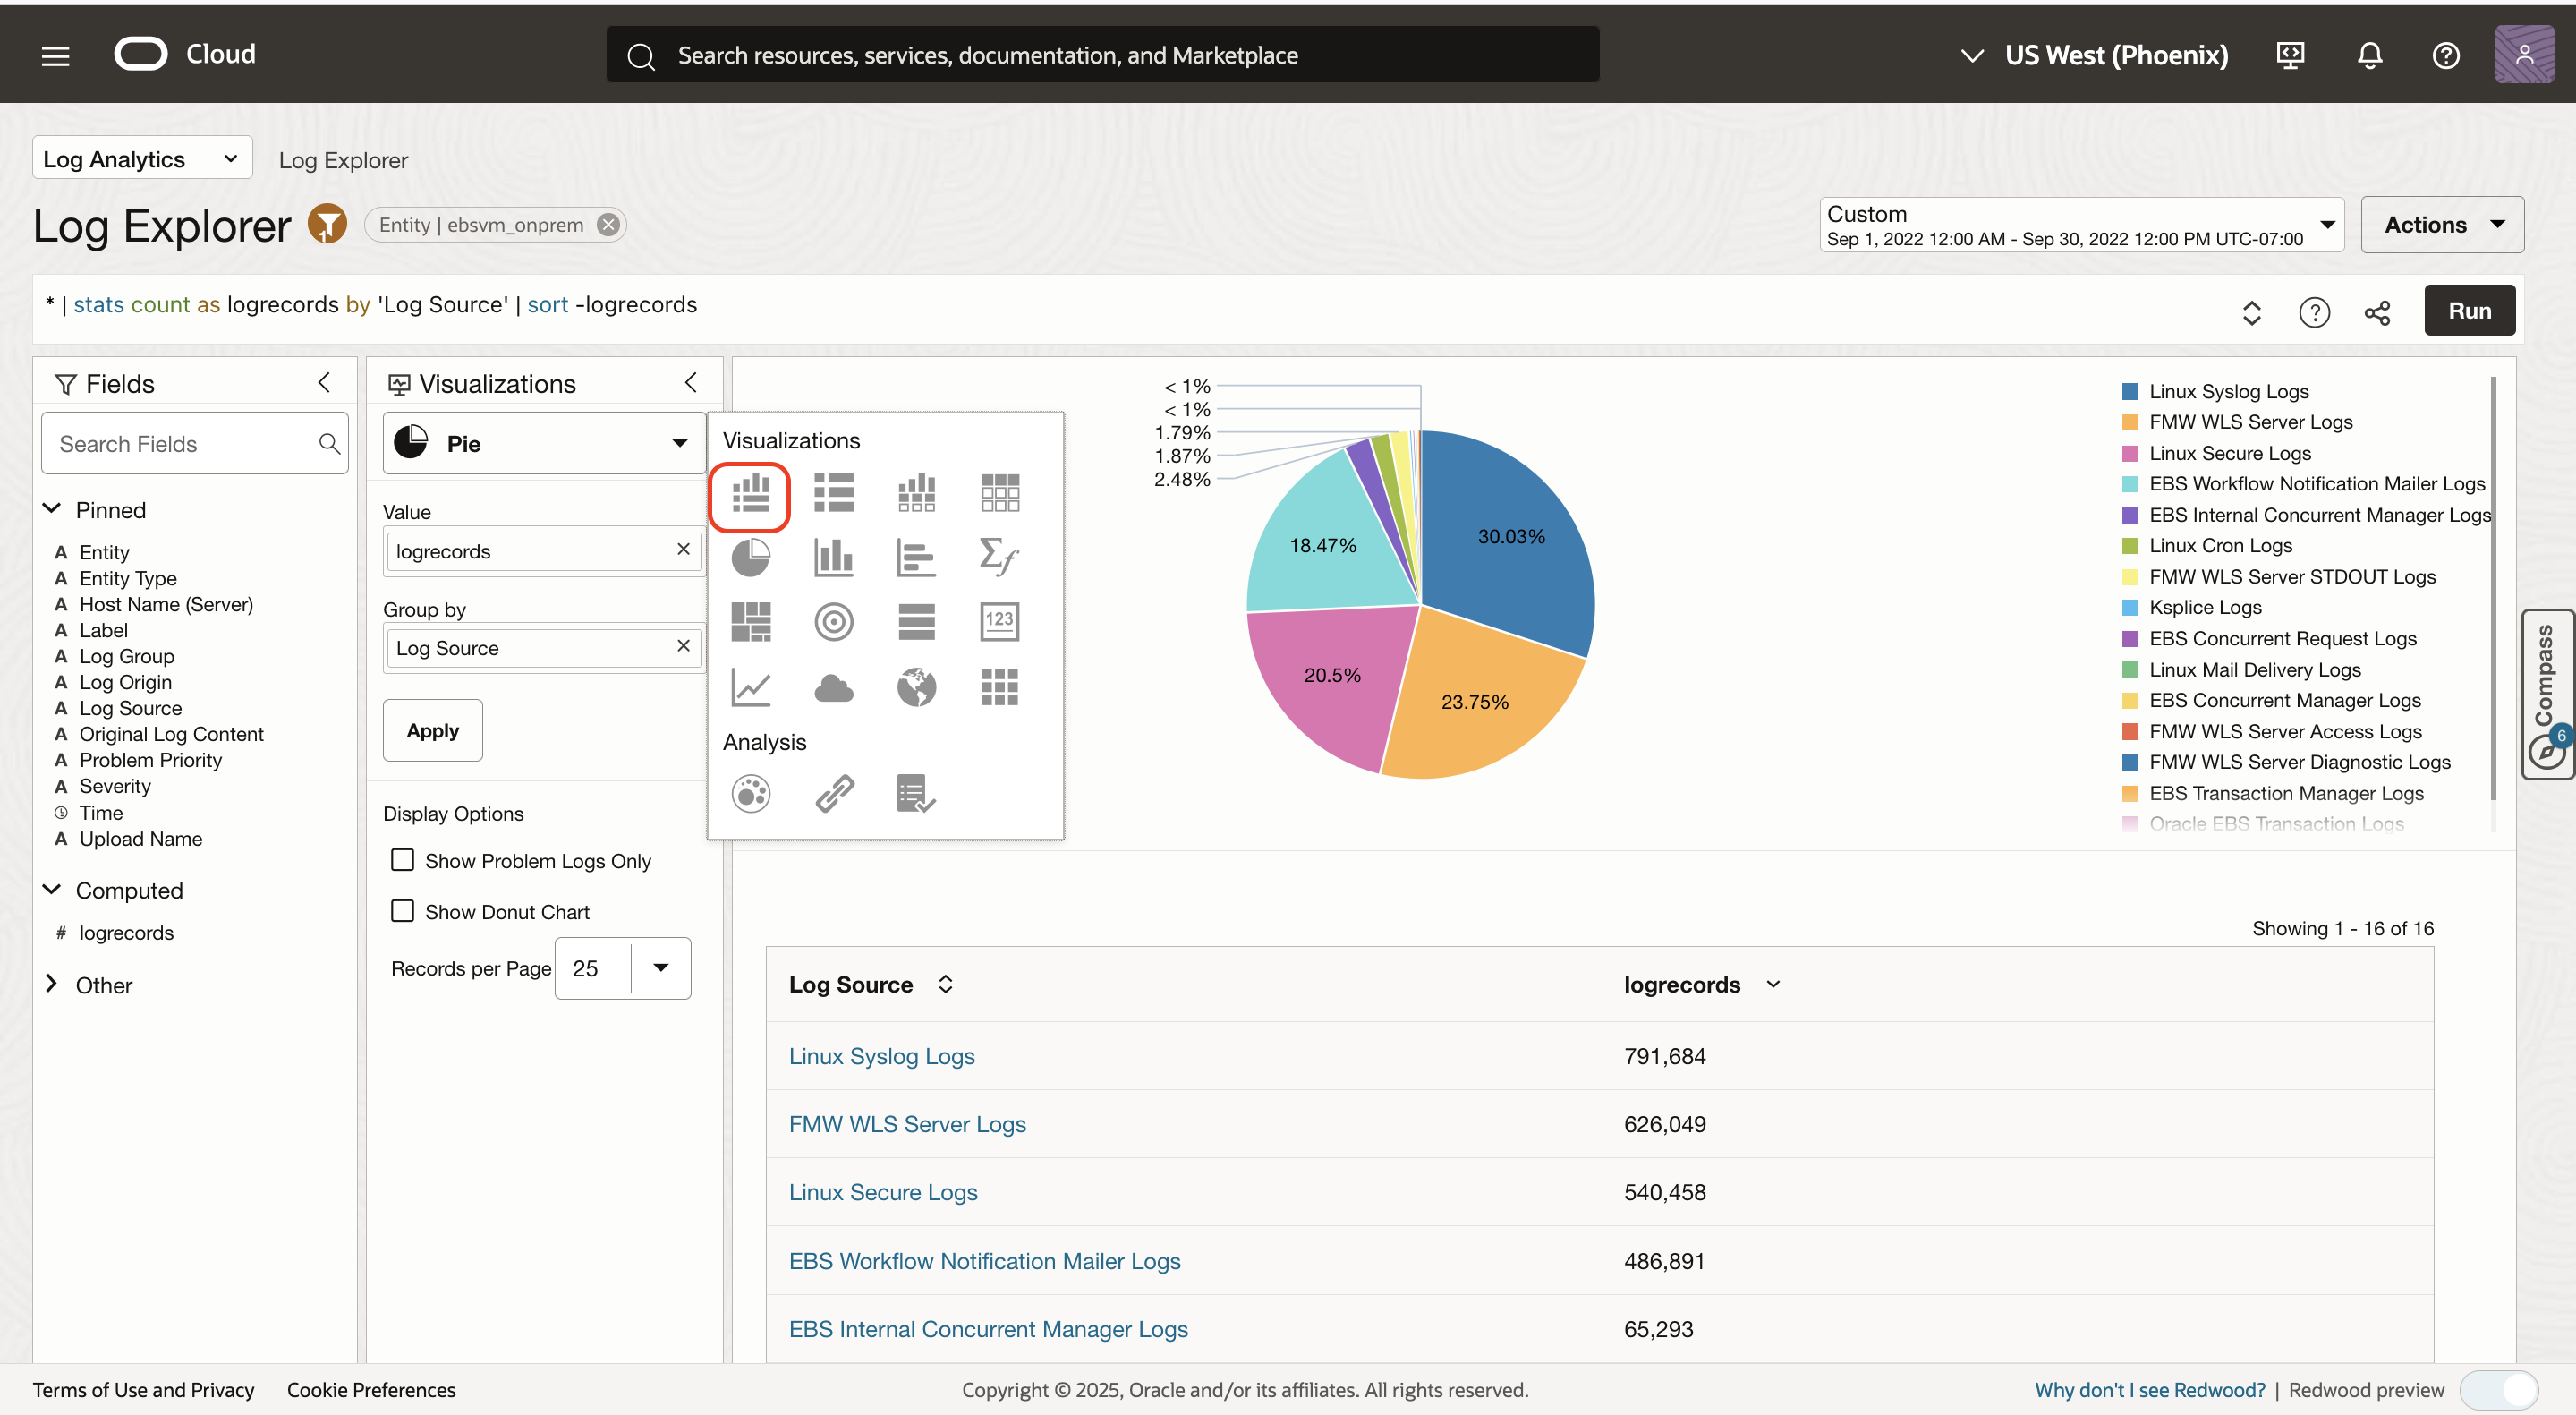 Cloud
Search resources, services, documentation, and Marketplace
US West (Phoenix)
Log Analytics
Log Explorer
Log Explorer
Entity | ebsvm_onprem
Custom
Sep 1, 2022 12:00 AM - Sep 30, 2022 12:00 PM UTC-07:00
Actions
* | stats count as logrecords by 'Log Source' | sort -logrecords
Run
Fields
Search Fields
Pinned
A Entity
A Entity Type
A Host Name (Server)
A Label
A Log Group
A Log Origin
A Log Source
A Original Log Content
A Problem Priority
A Severity
Time
A Upload Name
Computed
# logrecords
Other
Visualizations
Pie
Value
logrecords
Group by
Log Source
Apply
Display Options
Show Problem Logs Only
Show Donut Chart
Records per Page 25
Visualizations
123
Analysis
< 1%
< 1%
1.79%
1.87%
2.48%
18.47%
30.03%
20.5%
23.75%
Linux Syslog Logs
FMW WLS Server Logs
Linux Secure Logs
EBS Workflow Notification Mailer Logs
EBS Internal Concurrent Manager Logs
Linux Cron Logs
FMW WLS Server STDOUT Logs
Ksplice Logs
EBS Concurrent Request Logs
Linux Mail Delivery Logs
EBS Concurrent Manager Logs
FMW WLS Server Access Logs
FMW WLS Server Diagnostic Logs
EBS Transaction Manager Logs
Oracle EBS Transaction Logs
Compass
6
Showing 1 - 16 of 16
Log Source logrecords
Linux Syslog Logs 791,684
FMW WLS Server Logs 626,049
Linux Secure Logs 540,458
EBS Workflow Notification Mailer Logs 486,891
EBS Internal Concurrent Manager Logs 65,293
Terms of Use and Privacy Cookie Preferences
Copyright © 2025, Oracle and/or its affiliates. All rights reserved.
Why don't I see Redwood? | Redwood preview